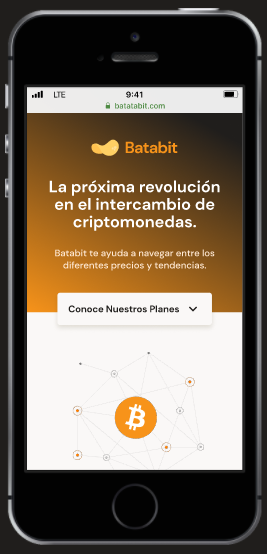 LTE 9:41
batatabit.com
Batabit
La próxima revolución
en el intercambio de
criptomonedas.
Batabit te ayuda a navegar entre los
diferentes precios y tendencias.
Conoce Nuestros Planes